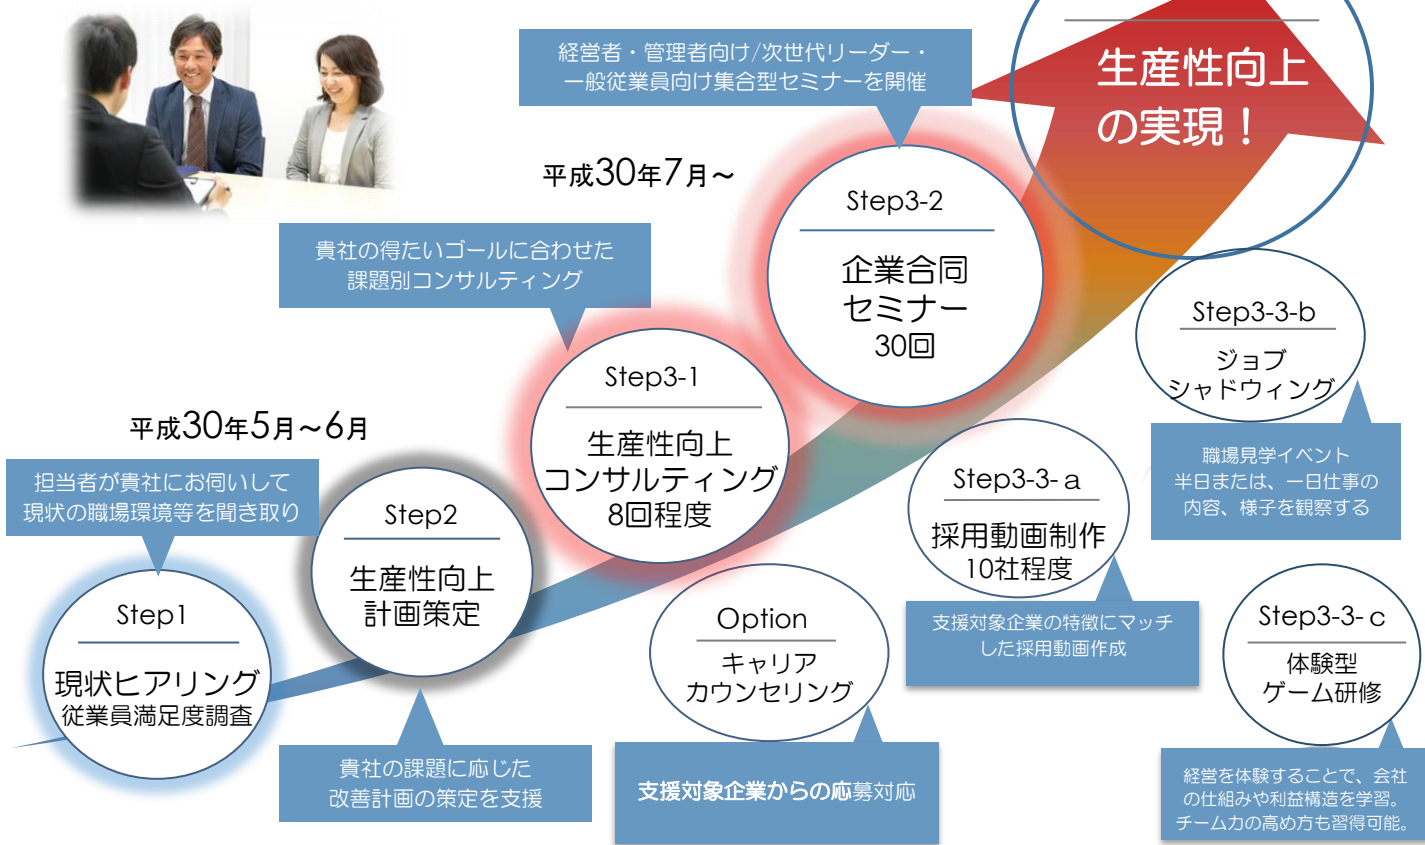 経営者・管理者向け/次世代リーダー・
一般従業員向け集合型セミナーを開催
生産性向上
の実現！
平成30年7月～
Step3-2
企業合同
セミナー
30回
貴社の得たいゴールに合わせた
課題別コンサルティング
Step3-1
生産性向上
コンサルティング
8回程度
Step3-3-b
ジョブ
シャドウィング
職場見学イベント
半日または、一日仕事の
内容、様子を観察する
平成30年5月～6月
担当者が貴社にお伺いして
現状の職場環境等を聞き取り
Step1
現状ヒアリング
従業員満足度調査
Step2
生産性向上
計画策定
貴社の課題に応じた
改善計画の策定を支援
Option
キャリア
カウンセリング
支援対象企業からの応募対応
Step3-3-ａ
採用動画制作
10社程度
支援対象企業の特徴にマッチ
した採用動画作成
Step3-3-ｃ
体験型
ゲーム研修
経営を体験することで、会社
の仕組みや利益構造を学習。
チーム力の高め方も習得可能。